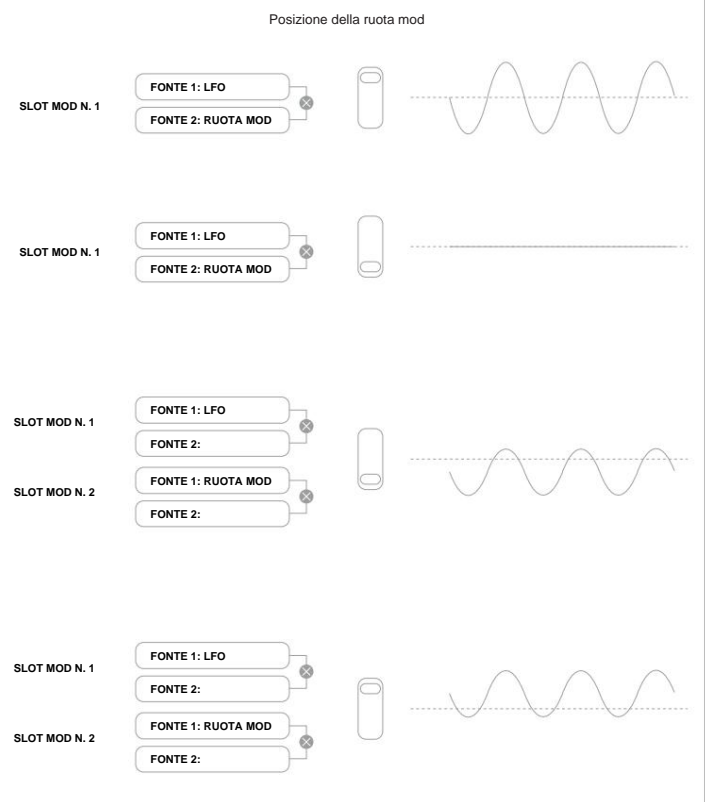 Posizione della ruota mod
FONTE 1: LFO
SLOT MOD N. 1
FONTE 2: RUOTA MOD
FONTE 1: LFO
SLOT MOD N. 1
FONTE 2: RUOTA MOD
FONTE 1: LFO
SLOT MOD N. 1
FONTE 2:
FONTE 1: RUOTA MOD
SLOT MOD N. 2
FONTE 2:
FONTE 1: LFO
SLOT MOD N. 1
FONTE 2:
FONTE 1: RUOTA MOD
SLOT MOD N. 2
FONTE 2: